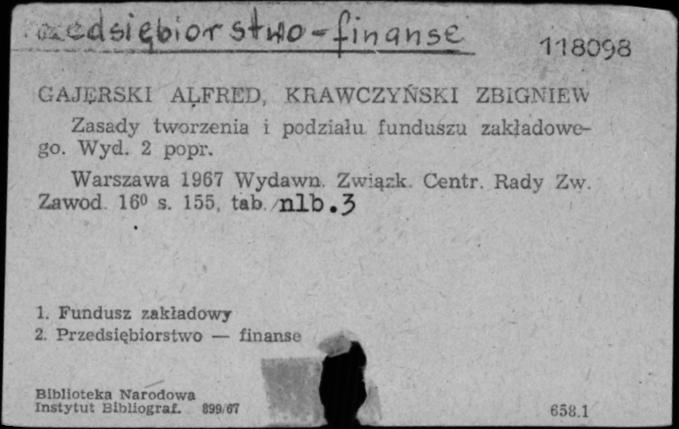 Przedsiębiorstwo - finanse
118098
GAJERSKI ALFRED, KRAWCZYŃSKI ZBIGNIEW
Zasady tworzenia i podziału funduszu zakładowe-
go. Wyd. 2 popr.
Warszawa 1967 Wydawn. Związk. Centr. Rady Zw.
Zawod. 16⁰ s. 155, tab. nlb.3
1. Fundusz zakładowy
2. Przedsiębiorstwo — finanse
Biblioteka Narodowa
Instytut Bibliograf. 899/67
658.1